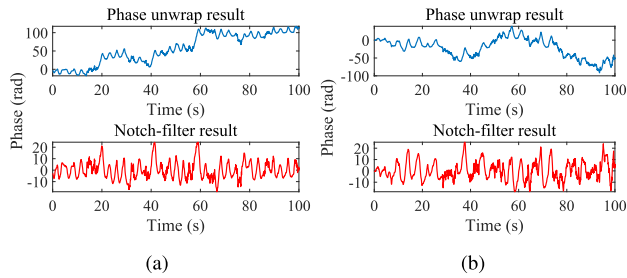 Phase unwrap result
100
50
0
0 20 40 60 80 100
Time (s)
Notch-filter result
20
10
0
-10
0 20 40 60 80 100
Time (s)
Phase (rad)
(a)
Phase unwrap result
0
-50
-100
0 20 40 60 80 100
Time (s)
Notch-filter result
20
10
0
-10
0 20 40 60 80 100
Time (s)
Phase (rad)
(b)